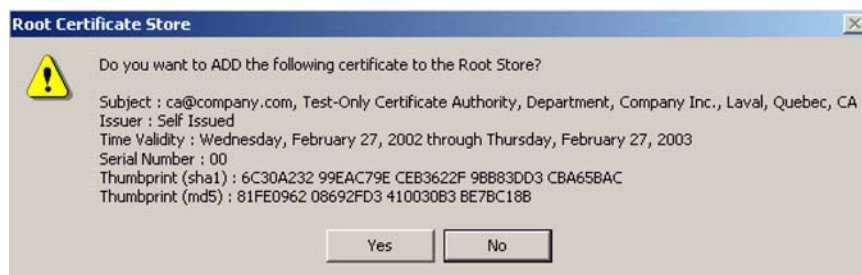 Root Certificate Store
Do you want to ADD the following certificate to the Root Store?
Subject : ca@company.com, Test-Only Certificate Authority, Department, Company Inc., Laval, Quebec, CA
Issuer : Self Issued
Time Validity : Wednesday, February 27, 2002 through Thursday, February 27, 2003
Serial Number : 00
Thumbprint (sha1) : 6C30A232 99EAC79E CEB3622F 9BB83DD3 CBA65BAC
Thumbprint (md5) : 81FE0962 08692FD3 410030B3 BE7BC18B
Yes No